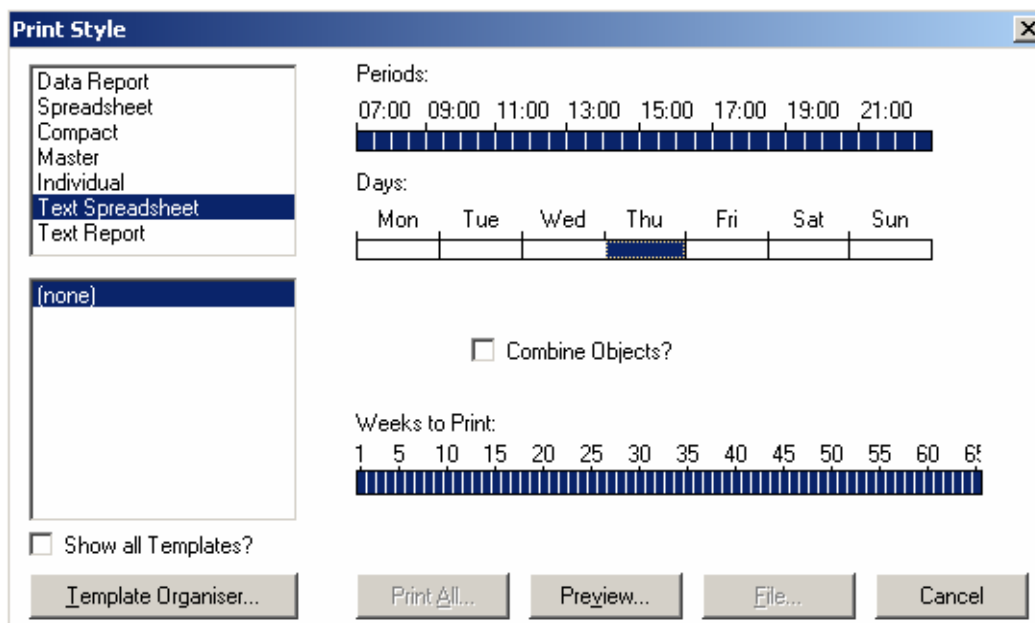 Print Style
Data Report
Spreadsheet
Compact
Master
Individual
Text Spreadsheet
Text Report
(none)
Show all Templates?
Template Organiser...
Periods:
07:00 09:00 11:00 13:00 15:00 17:00 19:00 21:00
Days:
Mon Tue Wed Thu Fri Sat Sun
Combine Objects?
Weeks to Print:
1 5 10 15 20 25 30 35 40 45 50 55 60
Print All... Preview... File... Cancel